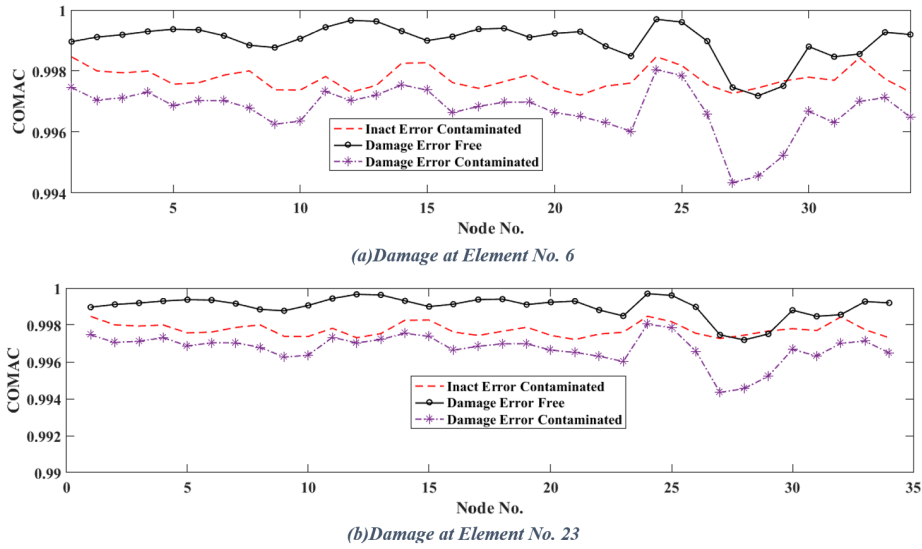 1
0.998
0.996
0.994
COMAC
Inact Error Contaminated
Damage Error Free
Damage Error Contaminated
5 10 15 20 25 30
Node No.
(a)Damage at Element No. 6
1
0.998
0.996
0.994
0.992
0.99
COMAC
Inact Error Contaminated
Damage Error Free
Damage Error Contaminated
0 5 10 15 20 25 30 35
Node No.
(b)Damage at Element No. 23